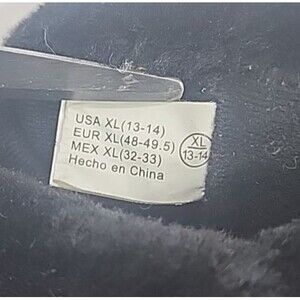 USA XL(13-14)
EUR XL(48-49.5)
MEX XL(32-33)
Hecho en China
XL
13-14